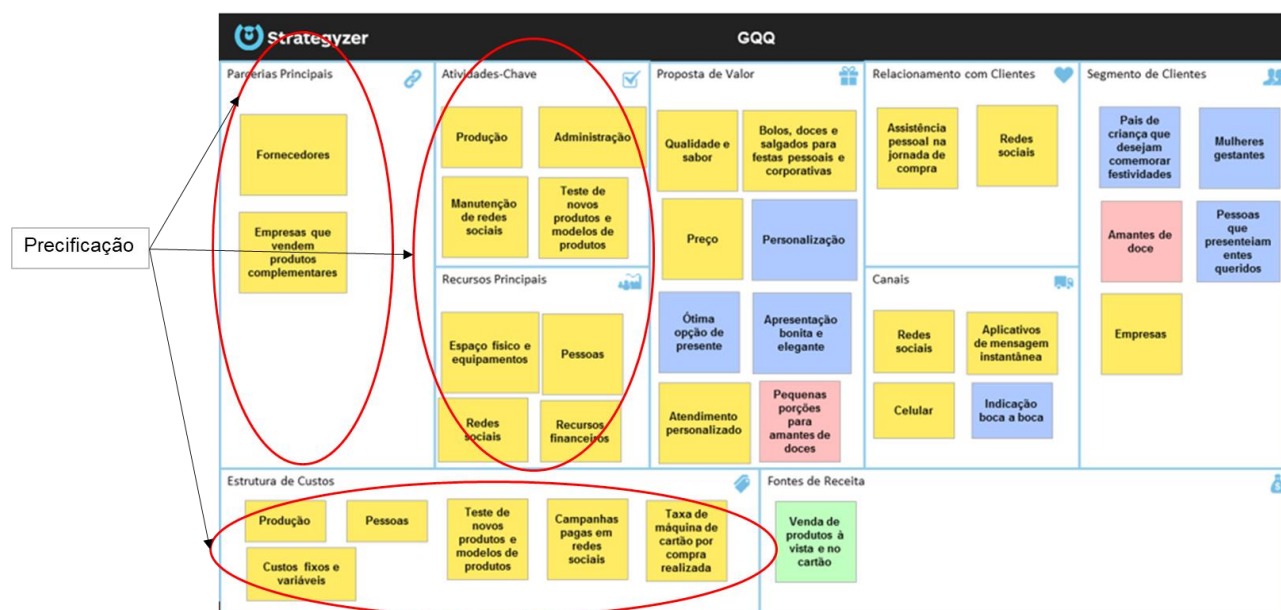 Strategyzer
GQQ
Precificação
Parcerias Principais
Fornecedores
Empresas que
vendem
produtos
complementares
Atividades-Chave
Produção
Administração
Manutenção
de redes
sociais
Teste de
novos
produtos e
modelos de
produtos
Recursos Principais
Espaço físico e
equipamentos
Pessoas
Redes
sociais
Recursos
financeiros
Proposta de Valor
Qualidade e
sabor
Bolos, doces e
salgados para
festas pessoais e
corporativas
Preço
Personalização
Ótima
opção de
presente
Apresentação
bonita e
elegante
Atendimento
personalizado
Pequenas
porções
para
amantes de
doces
Relacionamento com Clientes
Assistência
pessoal na
jornada de
compra
Redes
sociais
Canais
Redes
sociais
Aplicativos
de mensagem
instantânea
Celular
Indicação
boca a boca
Segmento de Clientes
Pais de
criança que
desejam
comemorar
festividades
Mulheres
gestantes
Amantes de
doce
Pessoas
que
presenteiam
entes
queridos
Empresas
Estrutura de Custos
Produção
Pessoas
Custos fixos e
variáveis
Teste de
novos
produtos e
modelos de
produtos
Campanhas
pagas em
redes
sociais
Taxa de
máquina de
cartão por
compra
realizada
Fontes de Receita
Venda de
produtos à
vista e no
cartão